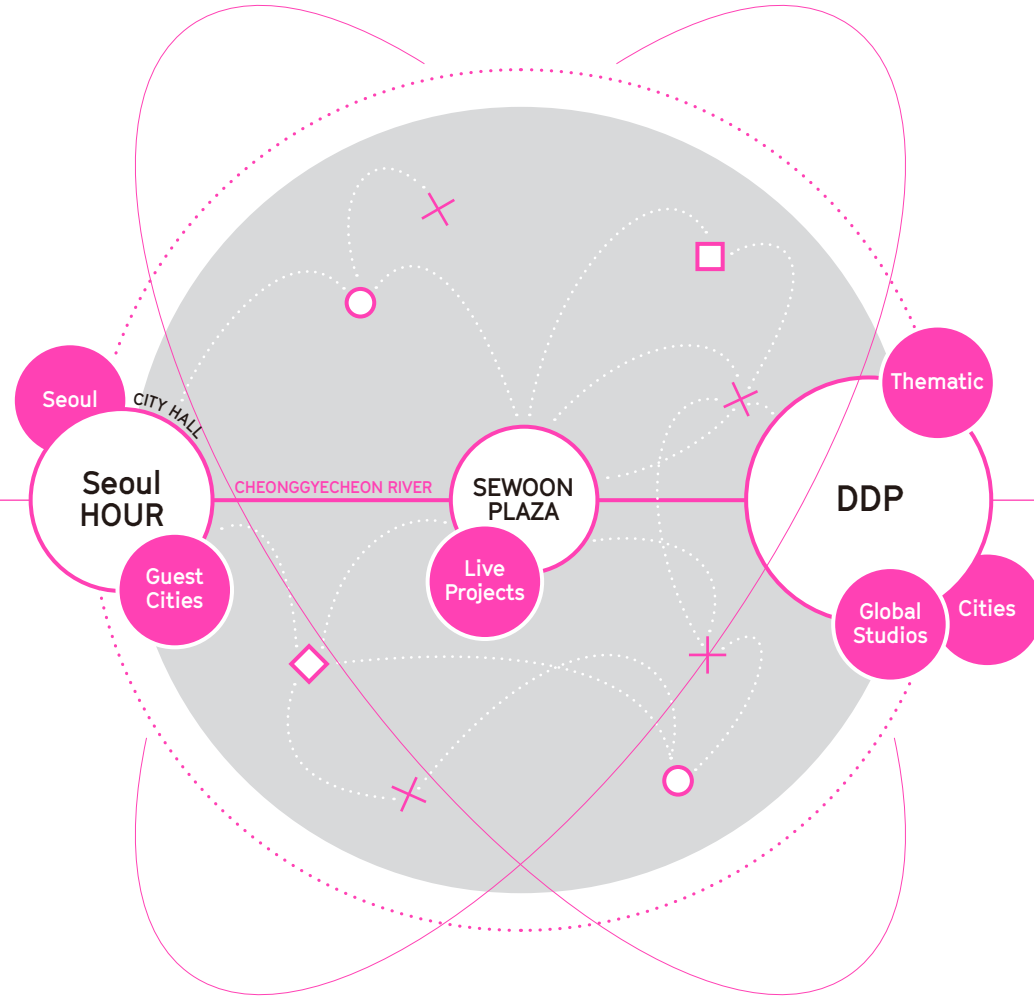 Seoul
CITY HALL
Seoul
HOUR
Guest
Cities
CHEONGGYECHEON RIVER
SEWOON
PLAZA
Live
Projects
Thematic
DDP
Global
Studios
Cities